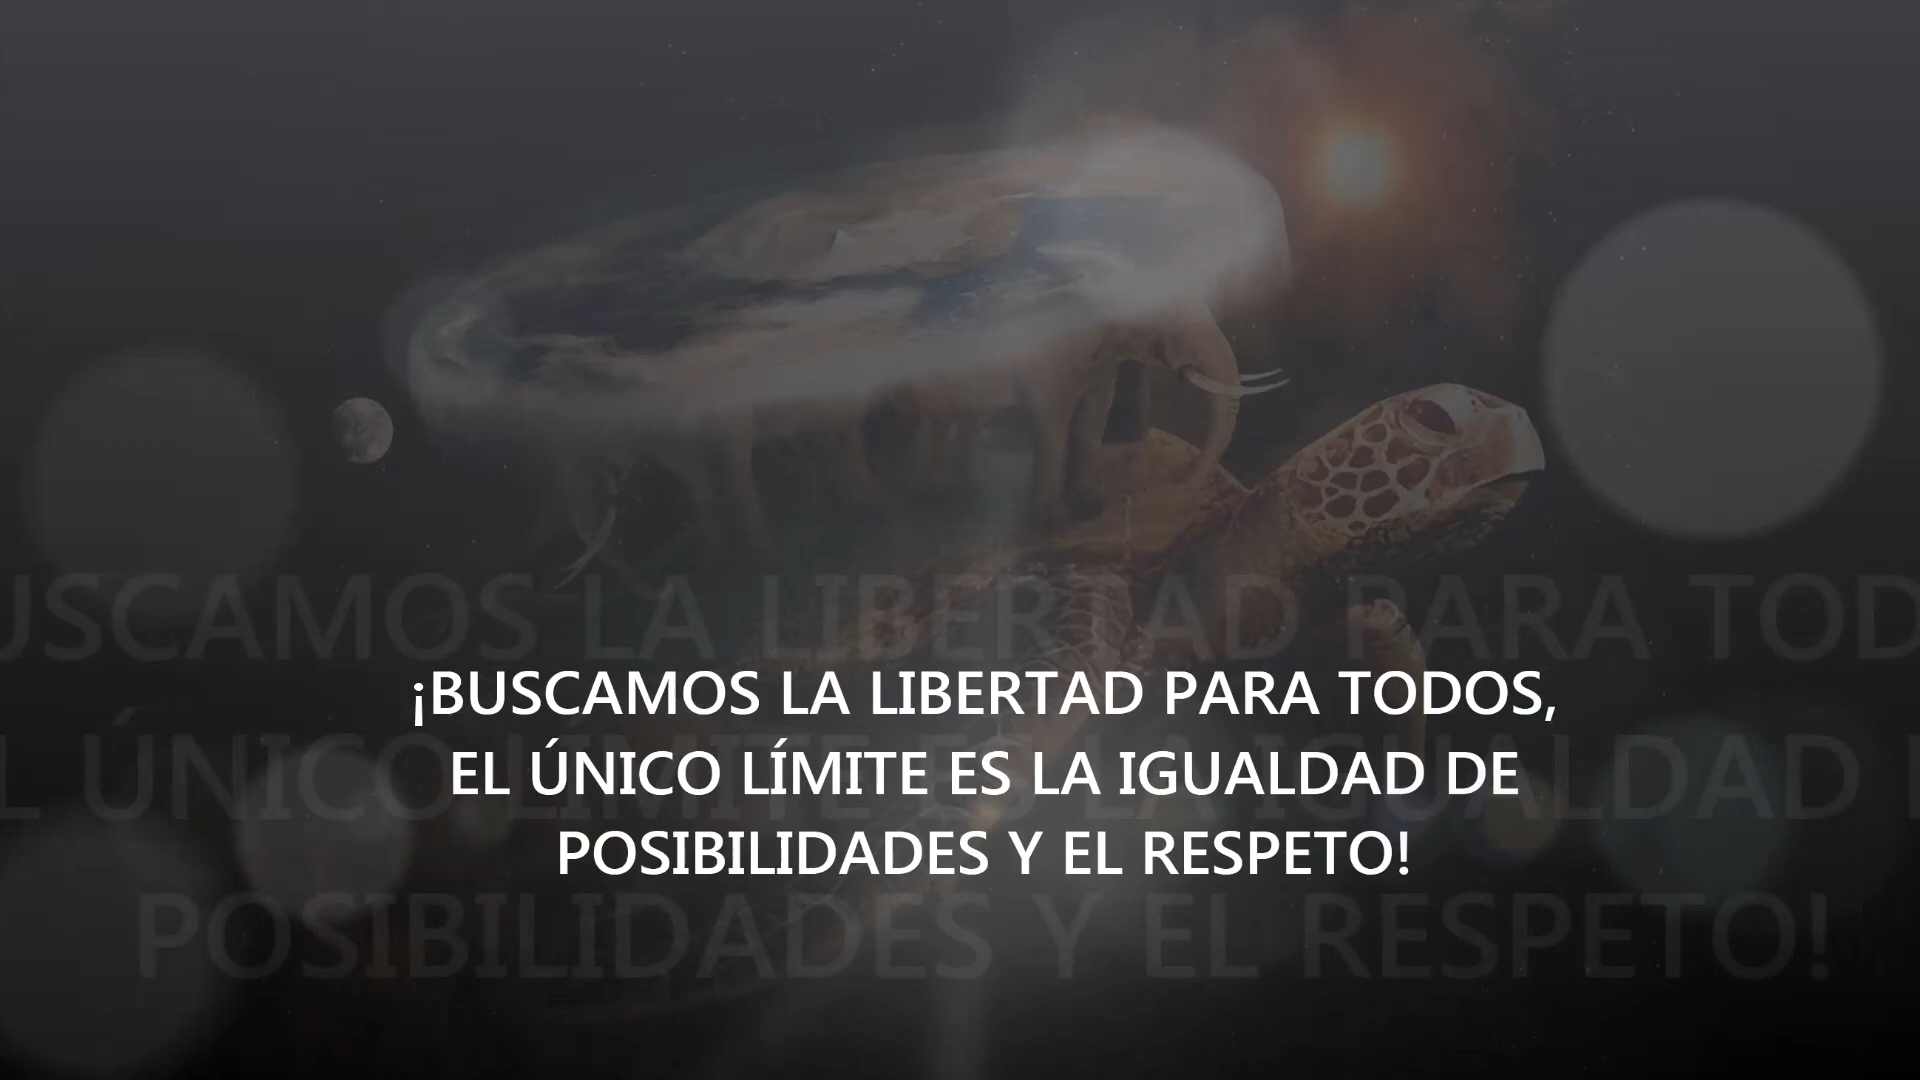 ¡BUSCAMOS LA LIBERTAD PARA TODOS,
EL ÚNICO LÍMITE ES LA IGUALDAD DE
POSIBILIDADES Y EL RESPETO!